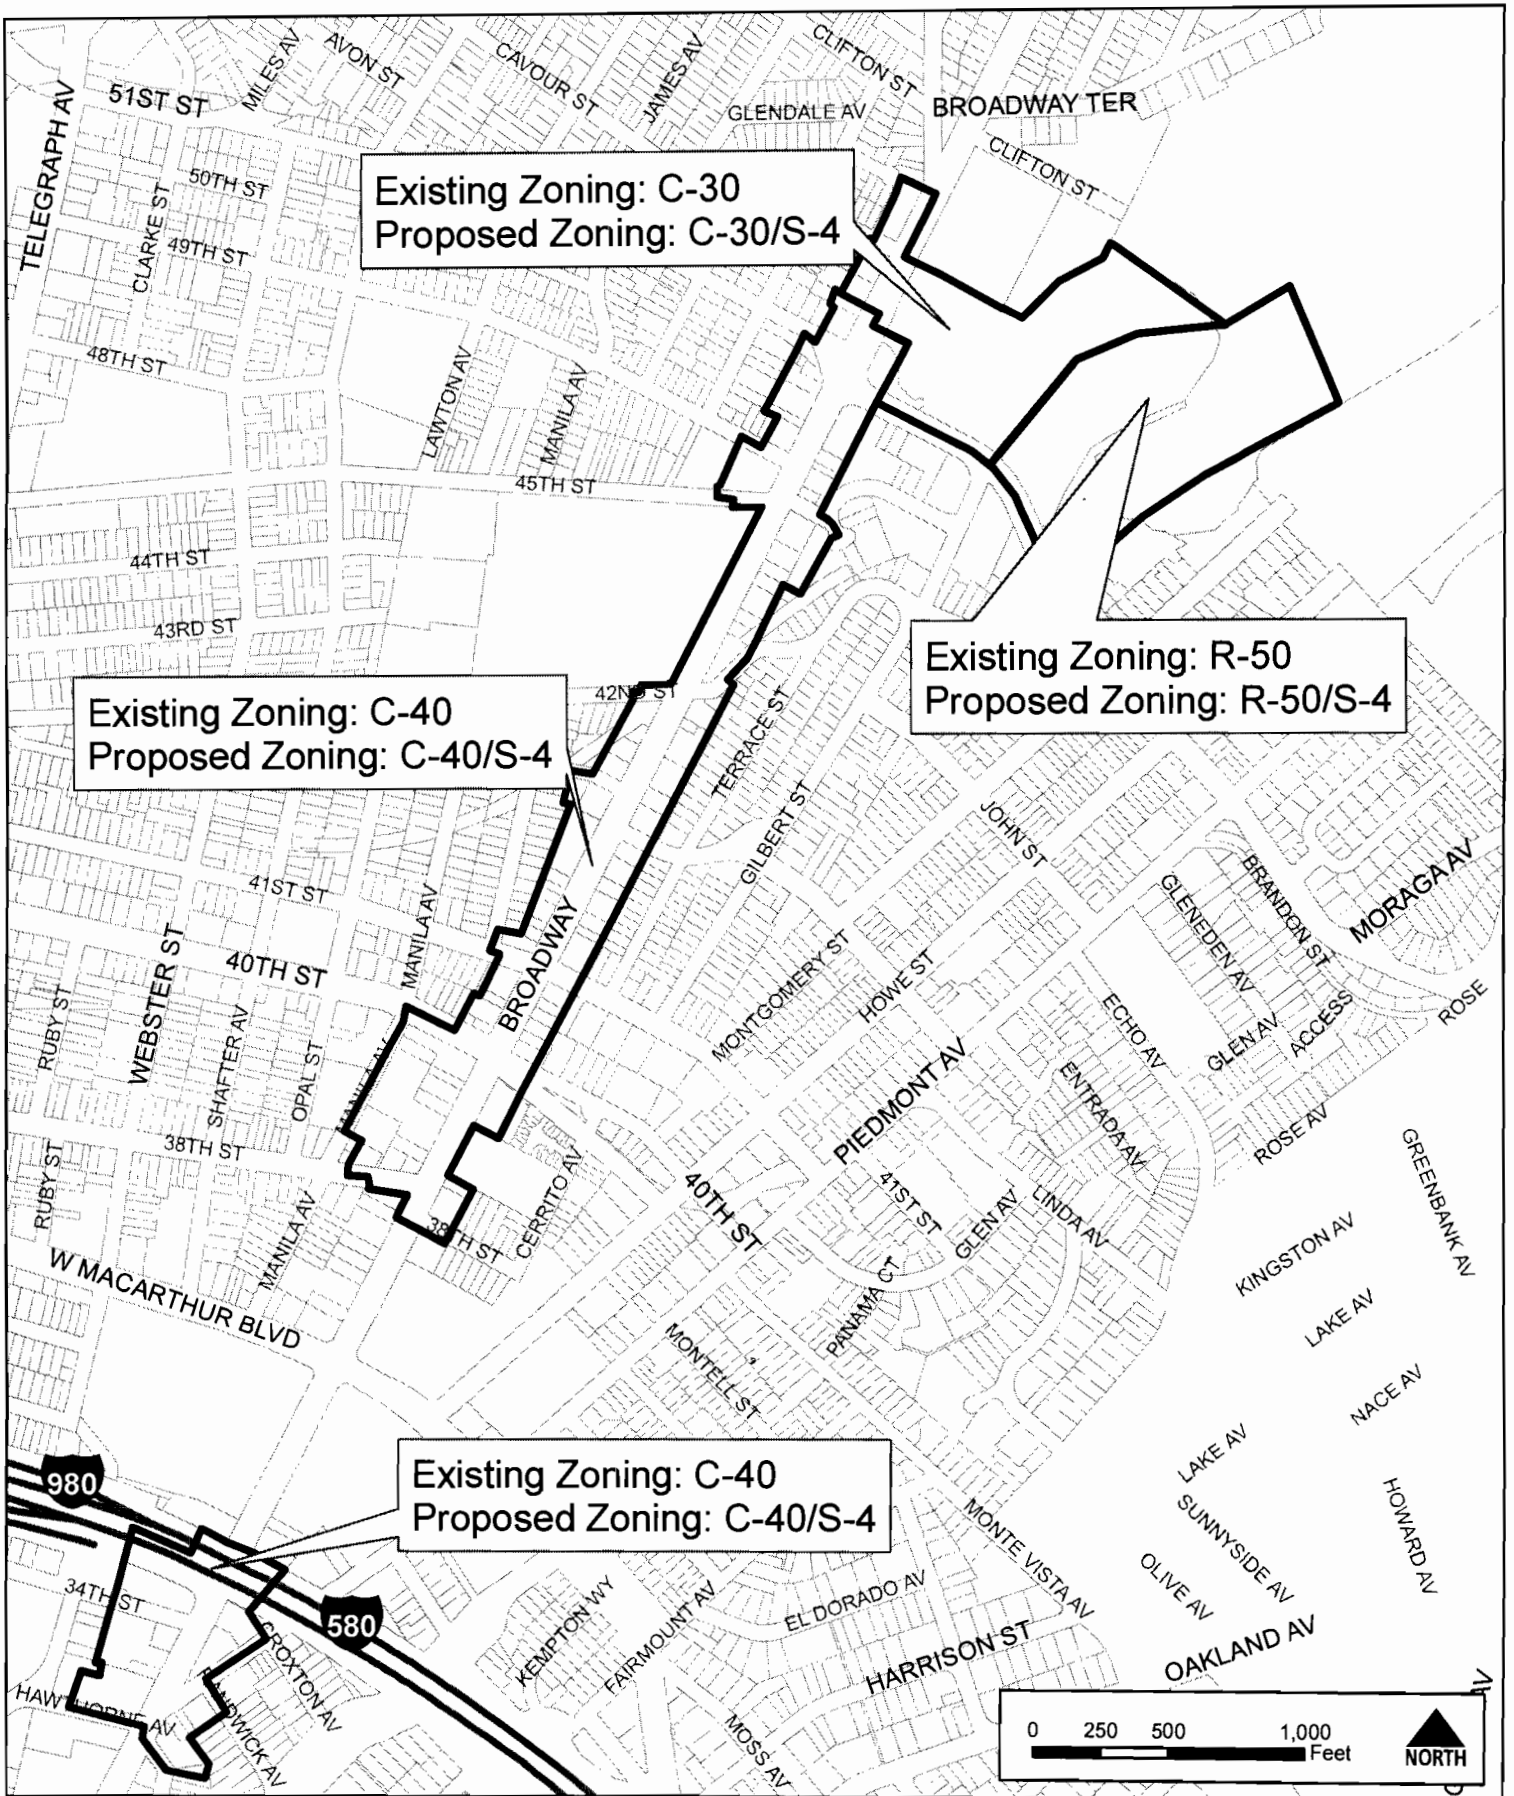 CLIFTON ST
MILES AV
AVON ST
CAVOUR ST
JAMES AV
51ST ST
GLENDALE AV
BROADWAY TER
TELEGRAPH AV
CLIFTON ST
50TH ST
CLARKE ST
49TH ST
Existing Zoning: C-30
Proposed Zoning: C-30/S-4
48TH ST
LAWTON AV
MANILA AV
45TH ST
44TH ST
43RD ST
42ND ST
Existing Zoning: R-50
Proposed Zoning: R-50/S-4
Existing Zoning: C-40
Proposed Zoning: C-40/S-4
TERRACE ST
GILBERT ST
JOHN ST
41ST ST
MANILA AV
BROADWAY
GLENEDEN AV
BRANDON ST
MORAGA AV
WEBSTER ST
40TH ST
RUBY ST
SHAFTER AV
OPAL ST
MANILA AV
MONTGOMERY ST
HOWE ST
PIEDMONT AV
ECHO AV
ENTRADA AV
GLEN AV
ACCESS
ROSE
ROSE AV
38TH ST
RUBY ST
MANILA AV
38TH ST
CERRITO AV
40TH ST
41ST ST
GLEN AV
LINDA AV
GREENBANK AV
KINGSTON AV
LAKE AV
W MACARTHUR BLVD
PANAMA CT
MONTELL ST
NACE AV
LAKE AV
980
Existing Zoning: C-40
Proposed Zoning: C-40/S-4
MONTE VISTA AV
SUNNYSIDE AV
HOWARD AV
OLIVE AV
34TH ST
580
CROXTON AV
KEMPTON WY
FAIRMOUNT AV
EL DORADO AV
HARRISON ST
OAKLAND AV
HAWTHORNE AV
MOSS AV
0 250 500 1,000
Feet
NORTH